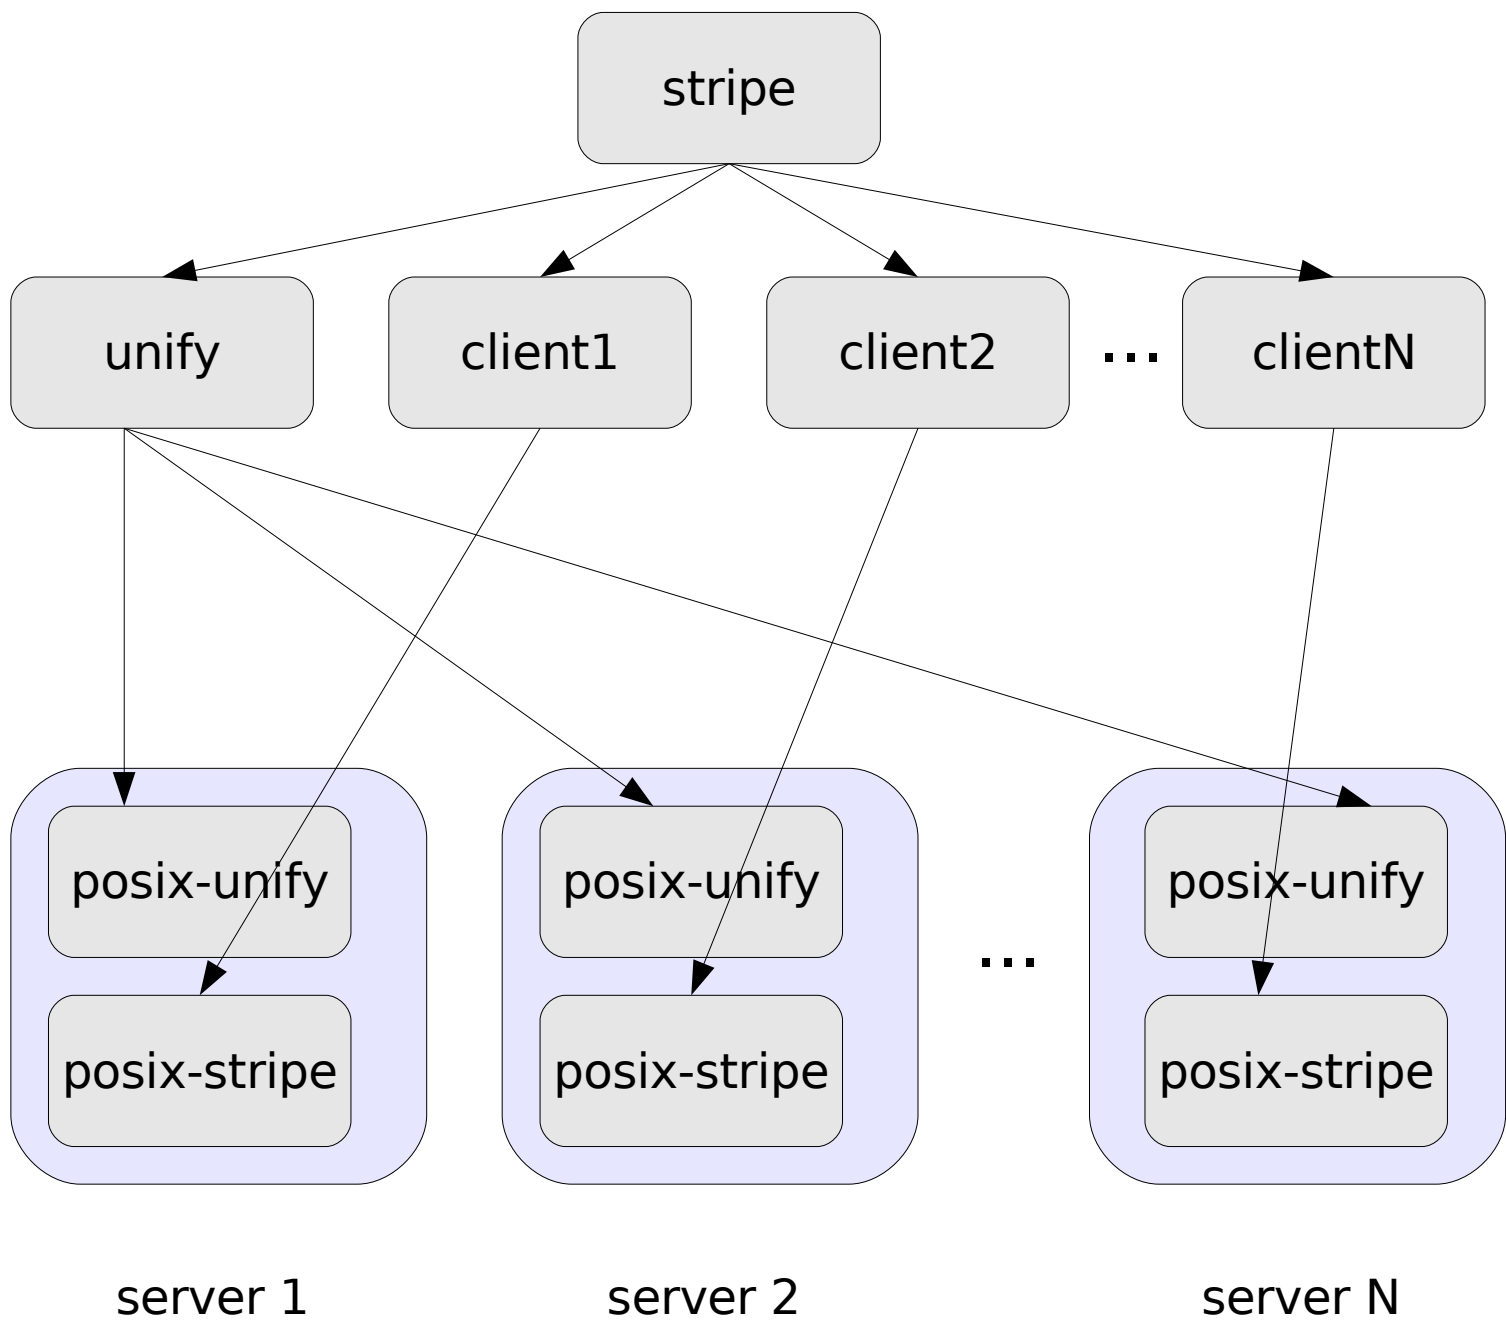 stripe
unify
client1
client2
...
clientN
posix-unify
posix-unify
posix-unify
...
posix-stripe
posix-stripe
posix-stripe
server 1
server 2
server N